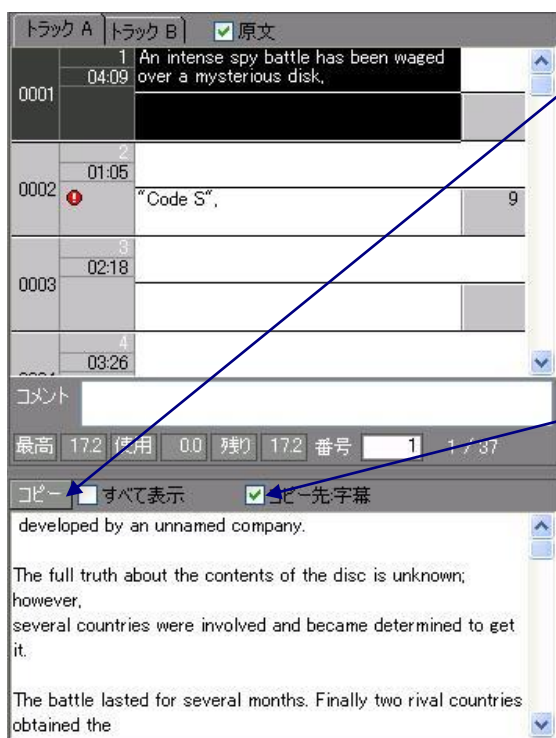 トラック A トラック B 原文
1 An intense spy battle has been waged
04:09 over a mysterious disk,
0001
2
01:05
0002 "Code S", 9
3
02:18
0003
4
03:26
コメント
最高 17.2 使用 0.0 残り 17.2 番号 1 1 / 37
コピー すべて表示 コピー先:字幕
developed by an unnamed company.
The full truth about the contents of the disc is unknown;
however,
several countries were involved and became determined to get
it.
The battle lasted for several months. Finally two rival countries
obtained the